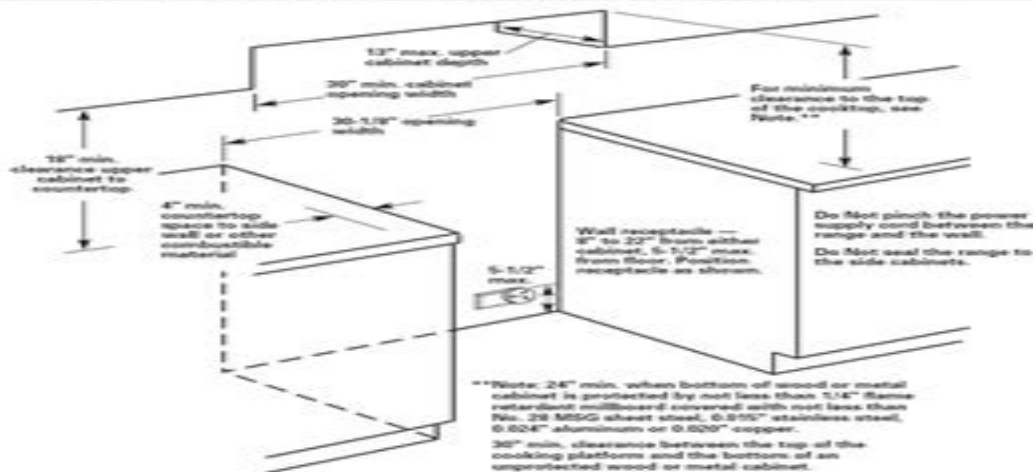 13" max. upper
cabinet depth
30" min. cabinet
opening width
30-1/8" opening
width
For minimum
clearance to the top
of the cooktop, see
Note.**
18" min.
clearance upper
cabinet to
countertop
4" min.
countertop
space to side
wall or other
combustible
material
Wall receptacle —
8" to 22" from either
cabinet, 5-1/2" max.
from floor. Position
receptacle as shown.
5-1/2"
max.
Do Not pinch the power
supply cord between the
range and the wall.
Do Not seal the range to
the side cabinets.
**Note: 24" min. when bottom of wood or metal
cabinet is protected by not less than 1/4" flame
retardant millboard covered with not less than
No. 28 MSG sheet steel, 0.015" stainless steel,
0.024" aluminum or 0.020" copper.
30" min. clearance between the top of the
cooking platform and the bottom of an
unprotected wood or metal cabinet.